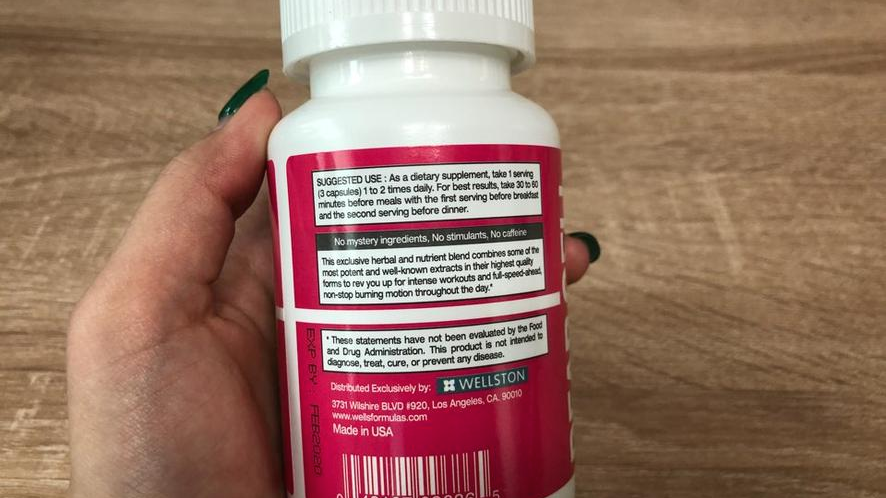 SUGGESTED USE : As a dietary supplement, take 1 serving
(3 capsules) 1 to 2 times daily. For best results, take 30 to 60
minutes before meals with the first serving before breakfast
and the second serving before dinner.
No mystery ingredients, No stimulants, No caffeine
This exclusive herbal and nutrient blend combines some of the
most potent and well-known extracts in their highest quality
forms to rev you up for intense workouts and full-speed-ahead,
non-stop burning motion throughout the day.*
* These statements have not been evaluated by the Food
and Drug Administration. This product is not intended to
diagnose, treat, cure, or prevent any disease.
EXP BY
Distributed Exclusively by: WELLSTON
3731 Wilshire BLVD #920, Los Angeles, CA. 90010
www.wellsformulas.com
Made in USA